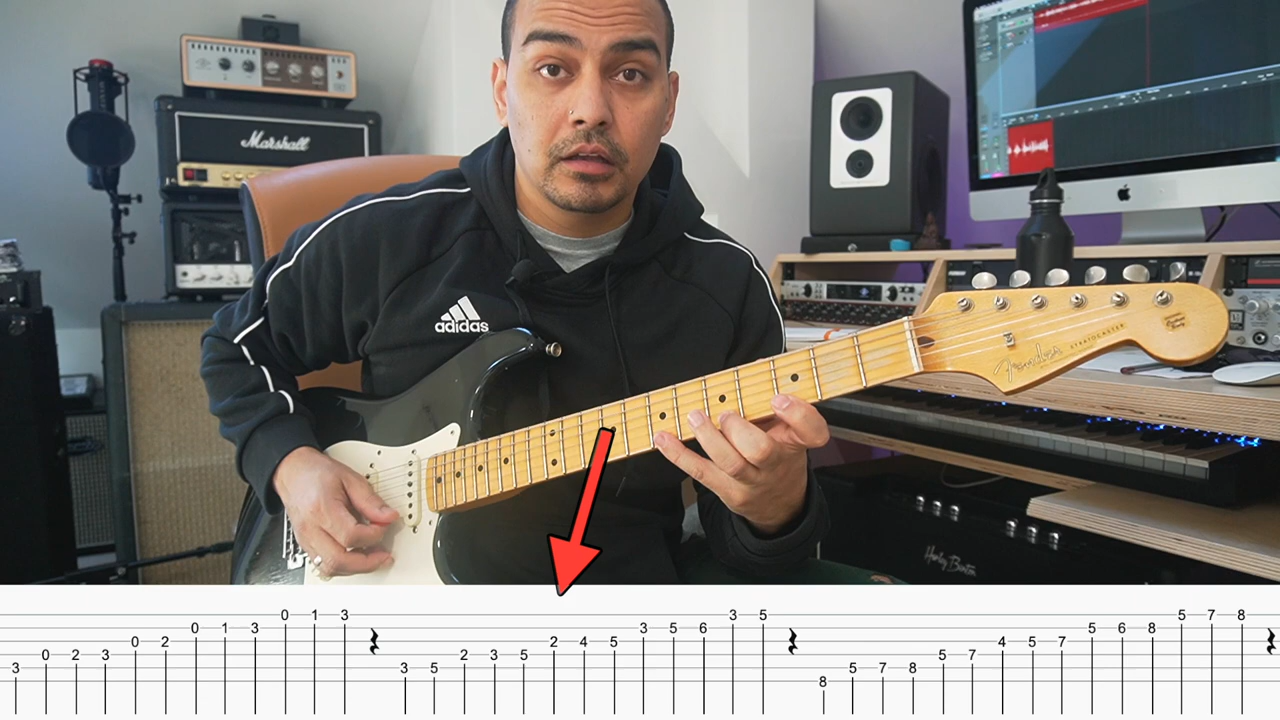 Marshall
adidas
Fender
STRATOCASTER
Harley Benton
0 1 3 3 5 5 7 8
0 1 3 3 5 6 5 6 8
0 2 2 4 5 4 5 7
0 2 3 2 3 5 5 7
3 3 5 5 7 8
8